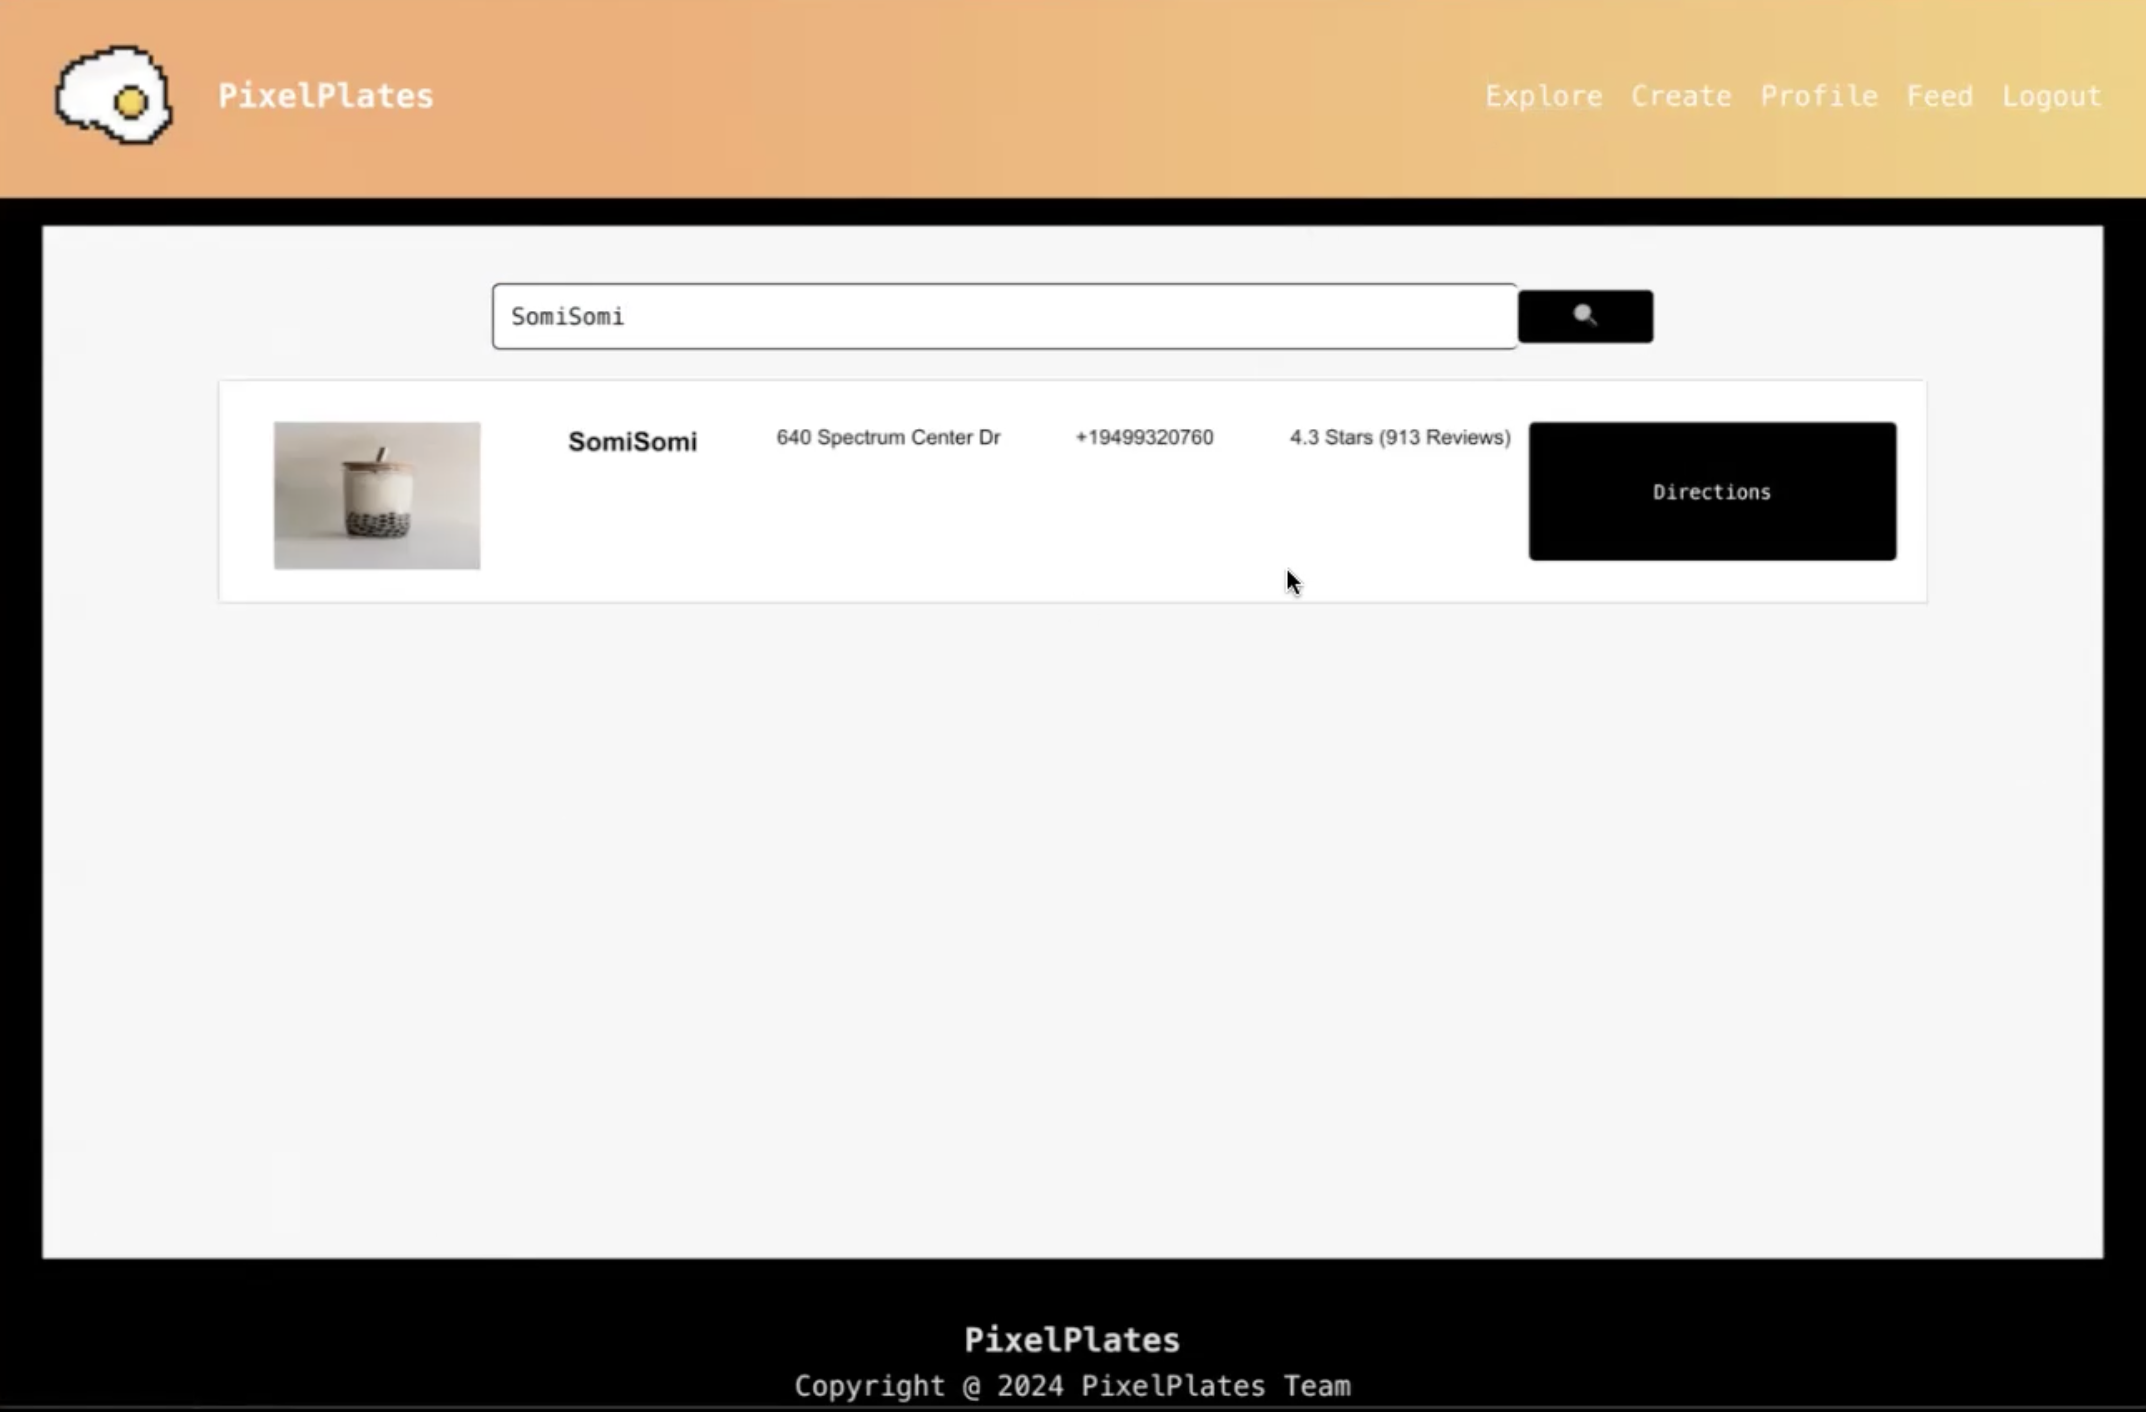 PixelPlates
Explore Create Profile Feed Logout
SomiSomi
SomiSomi 640 Spectrum Center Dr +19499320760 4.3 Stars (913 Reviews)
Directions
PixelPlates
Copyright @ 2024 PixelPlates Team